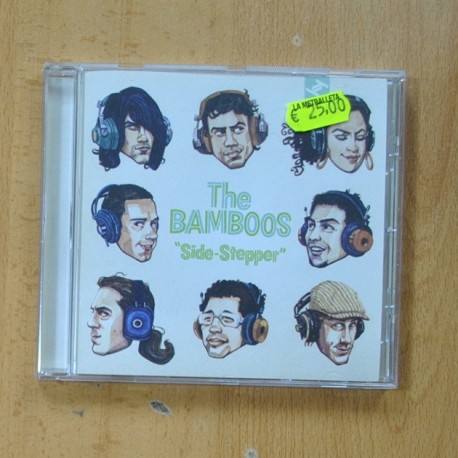 LA METRALLETA
€ 25,00
The
BAMBOOS
"Side-Stepper"